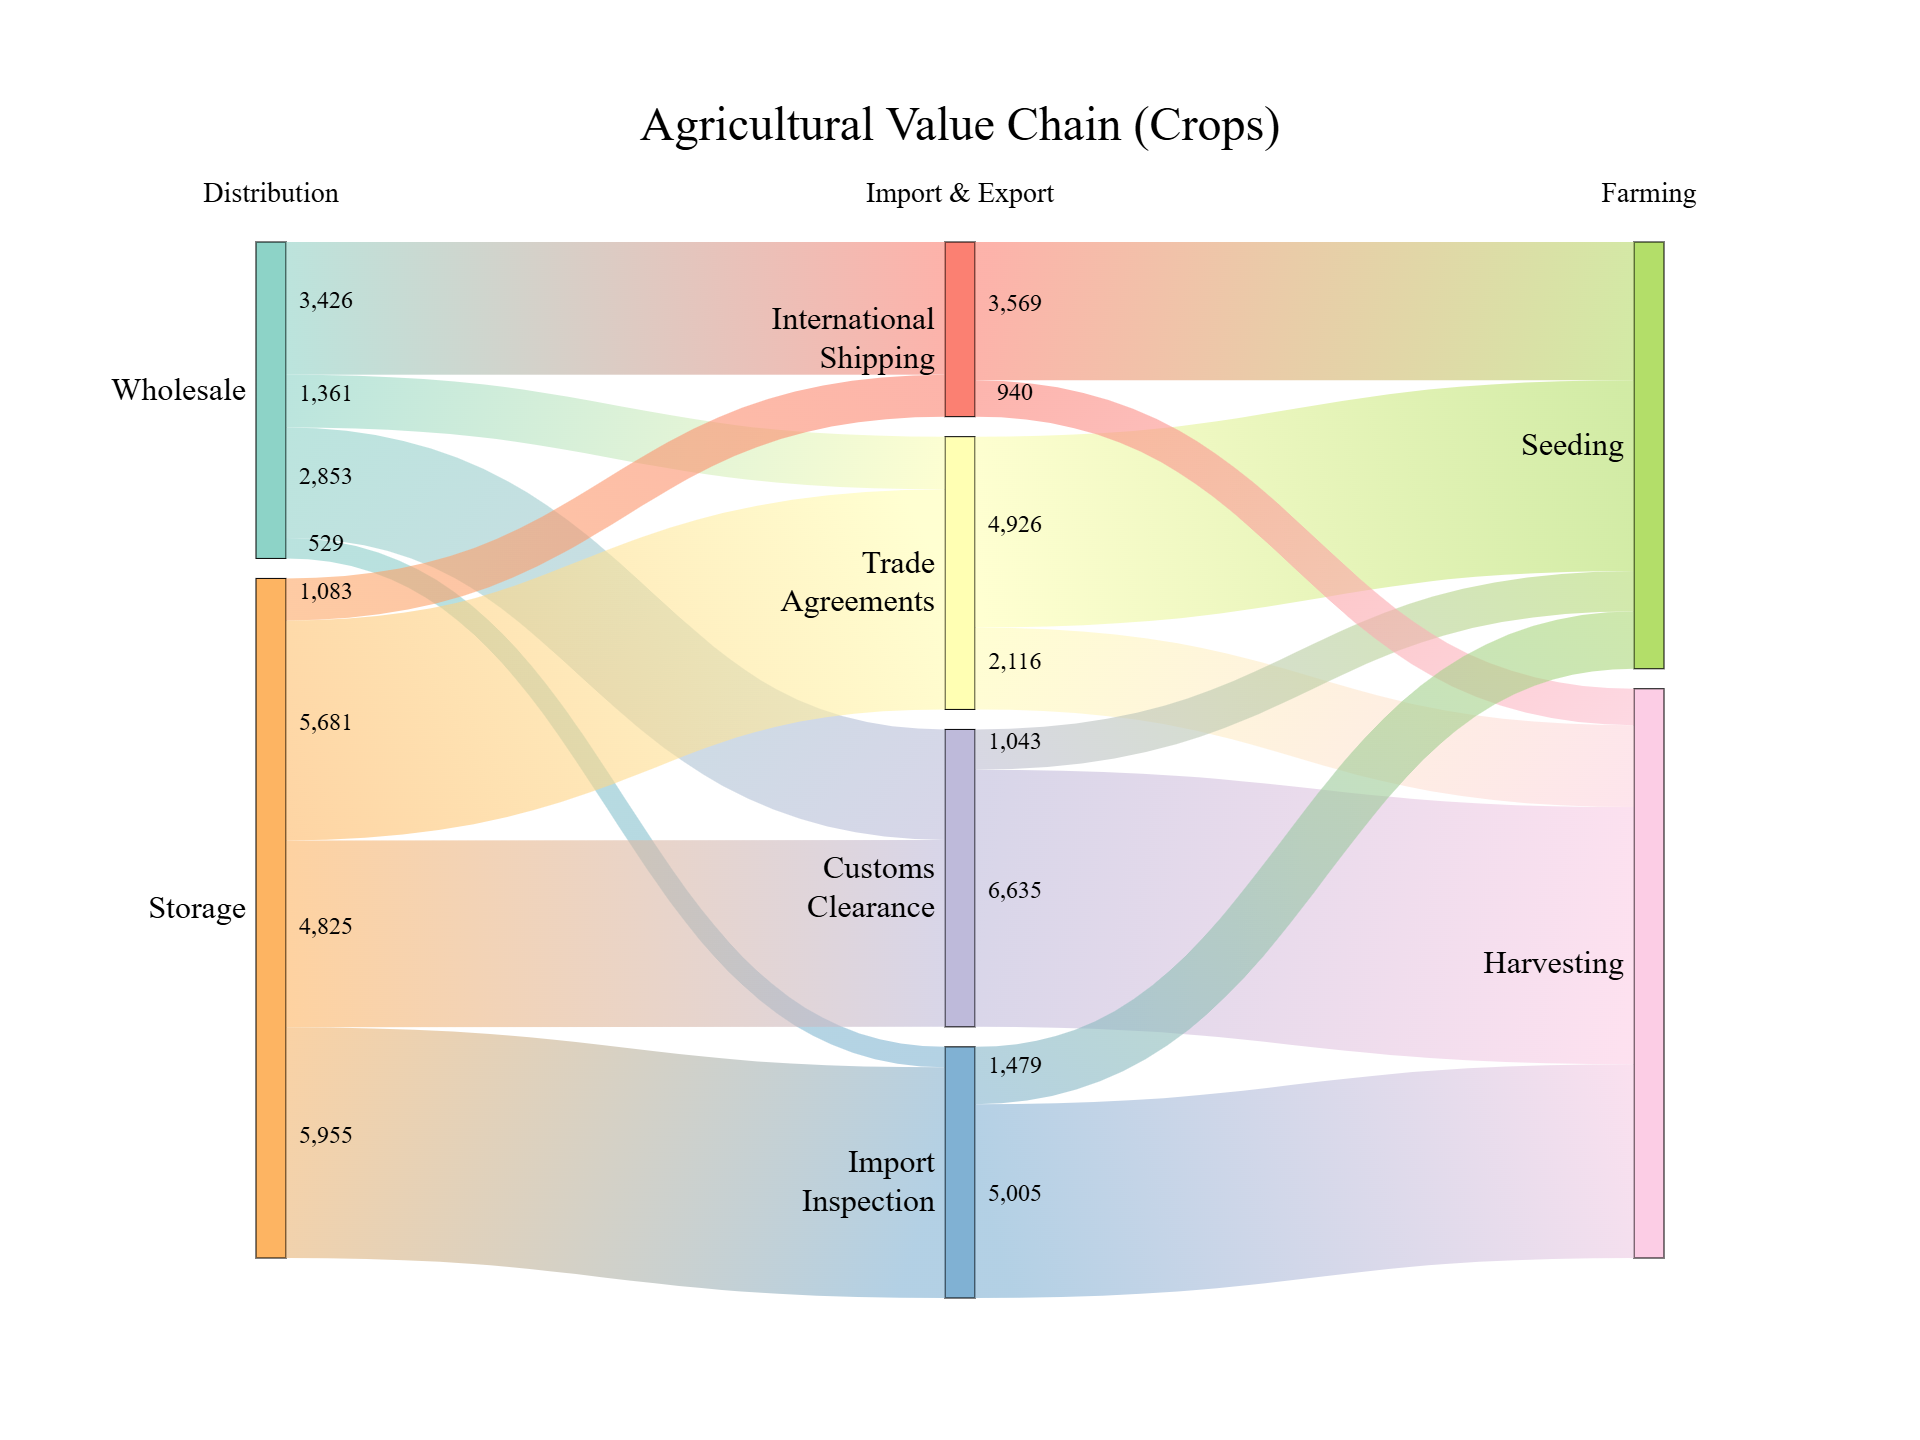 Agricultural Value Chain (Crops)
Distribution
Import & Export
Farming
Wholesale
Storage
3,426
1,361
2,853
529
1,083
5,681
4,825
5,955
International
Shipping
Trade
Agreements
Customs
Clearance
Import
Inspection
3,569
940
4,926
2,116
1,043
6,635
1,479
5,005
Seeding
Harvesting